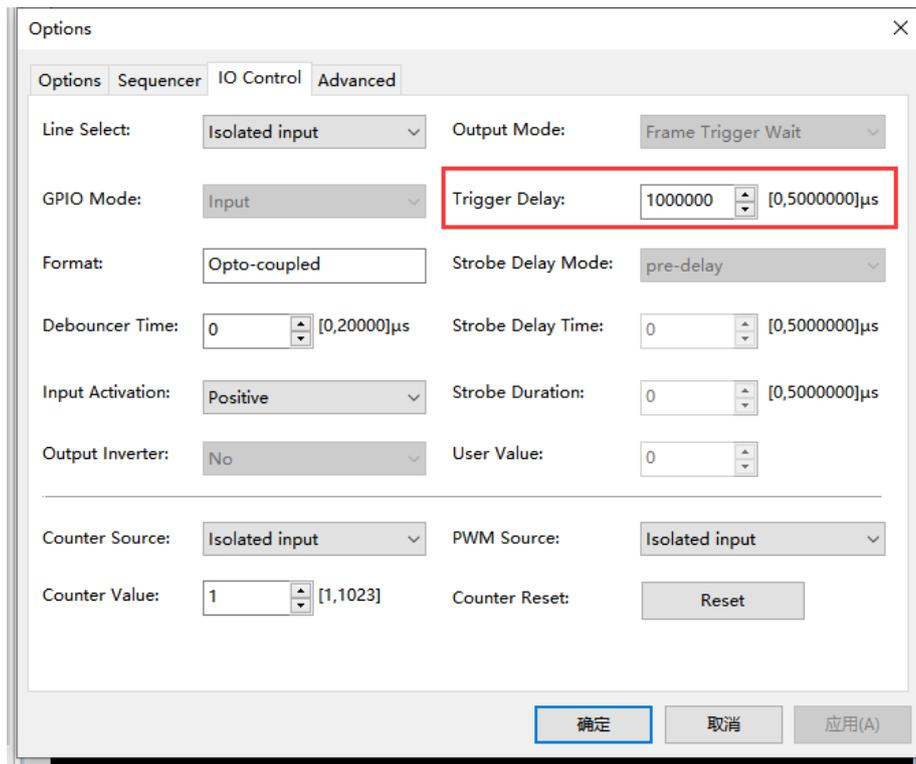 Options
Options Sequencer IO Control Advanced
Line Select: Isolated input Output Mode: Frame Trigger Wait
GPIO Mode: Input Trigger Delay: 1000000 [0,5000000]μs
Format: Opto-coupled Strobe Delay Mode: pre-delay
Debouncer Time: 0 [0,20000]μs Strobe Delay Time: 0 [0,5000000]μs
Input Activation: Positive Strobe Duration: 0 [0,5000000]μs
Output Inverter: No User Value: 0
Counter Source: Isolated input PWM Source: Isolated input
Counter Value: 1 [1,1023] Counter Reset: Reset
确定 取消 应用(A)